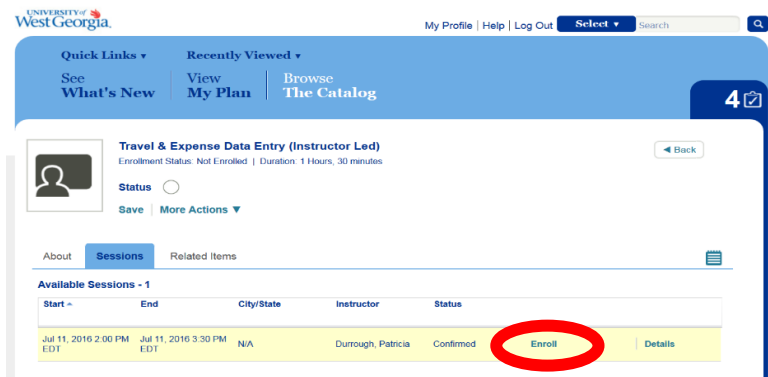 UNIVERSITY of
West Georgia
My Profile | Help | Log Out Select ▾ Search
Quick Links ▾ Recently Viewed ▾
See What's New
View My Plan
Browse The Catalog
4
Travel & Expense Data Entry (Instructor Led)
Enrollment Status: Not Enrolled | Duration: 1 Hours, 30 minutes
◄ Back
Status
Save | More Actions ▼
About Sessions Related Items
Available Sessions - 1
Start End City/State Instructor Status
Jul 11, 2016 2:00 PM EDT Jul 11, 2016 3:30 PM EDT N/A Durrough, Patricia Confirmed Enroll | Details